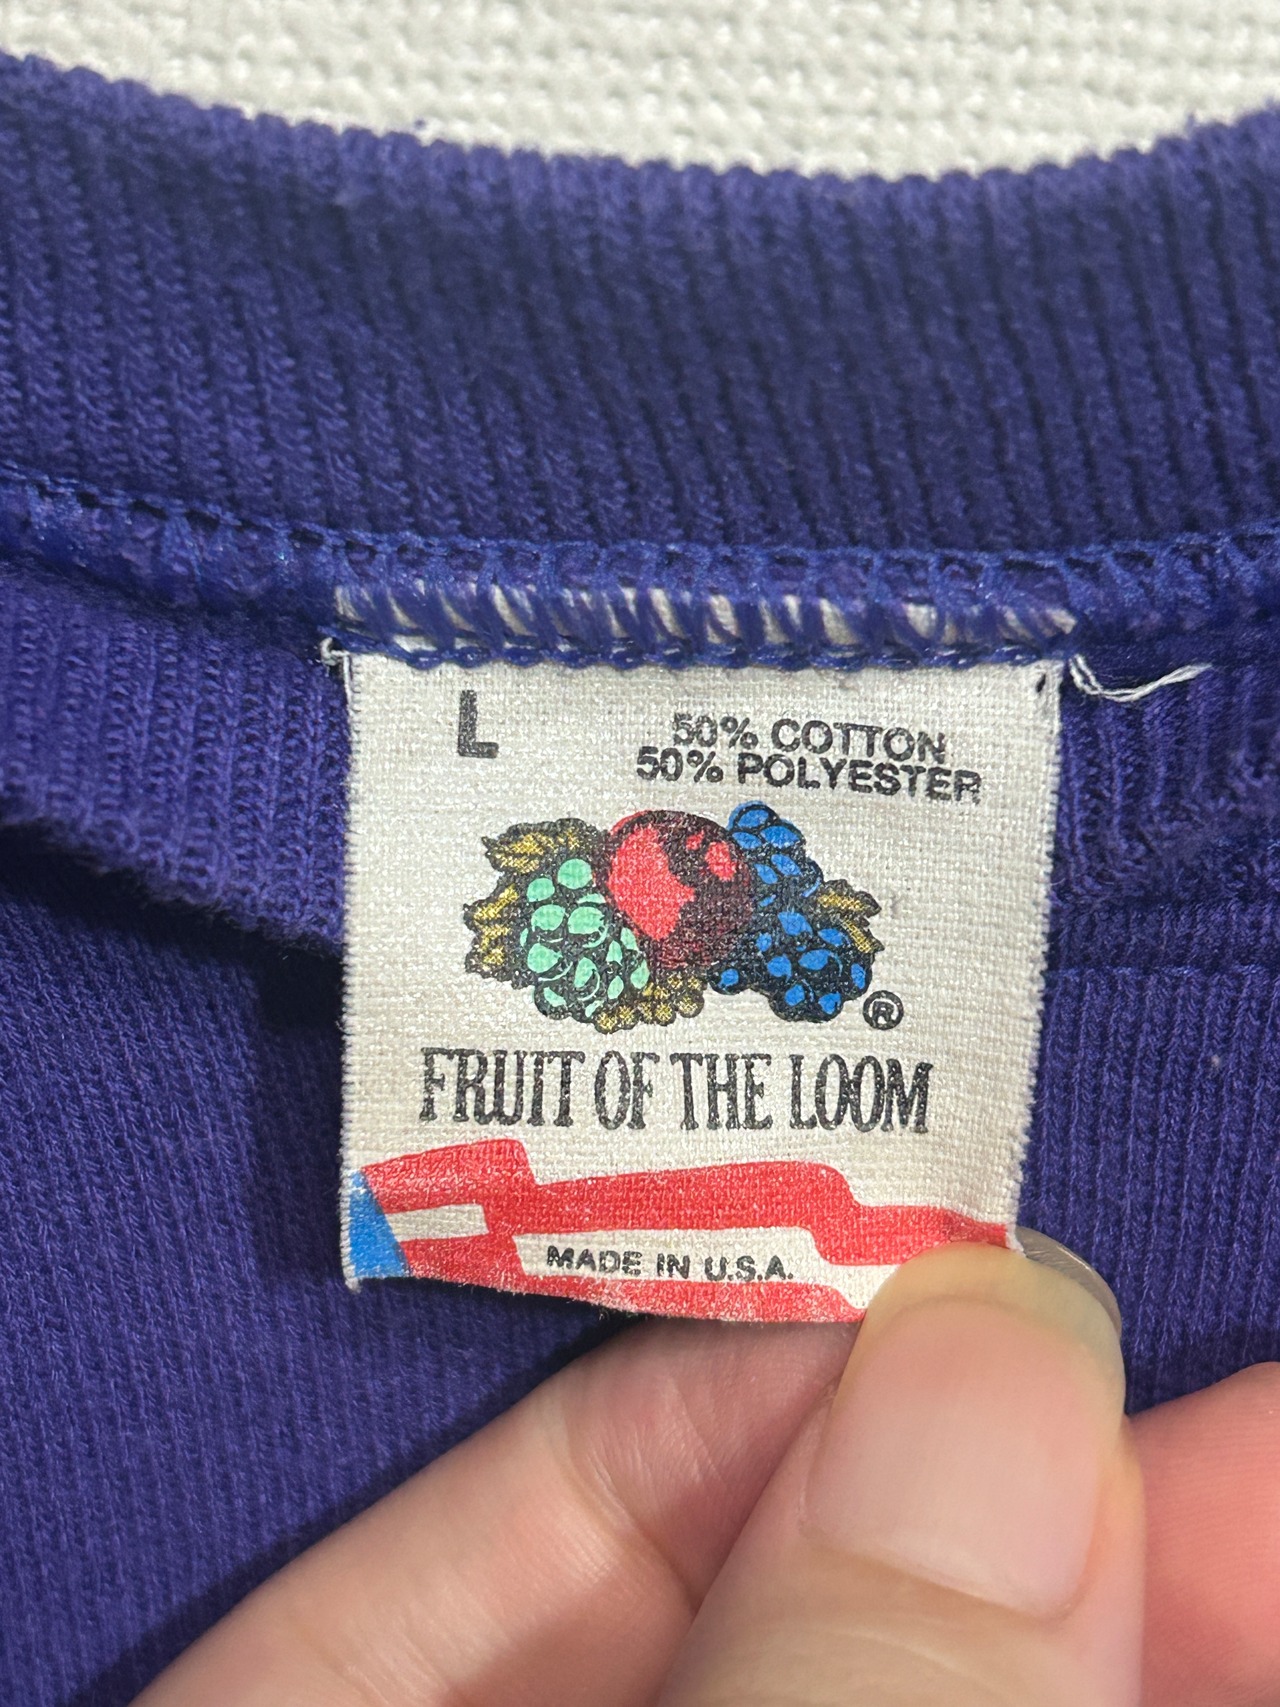 L
50% COTTON
50% POLYESTER
®
FRUIT OF THE LOOM
MADE IN U.S.A.